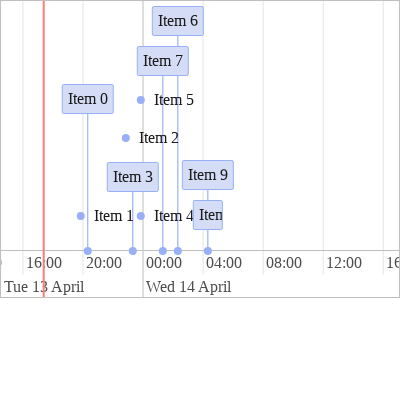 Item 6
Item 7
Item 0
Item 5
Item 2
Item 3
Item 9
Item 1
Item 4
Iten
16:00
20:00
00:00
04:00
08:00
12:00
16
Tue 13 April
Wed 14 April